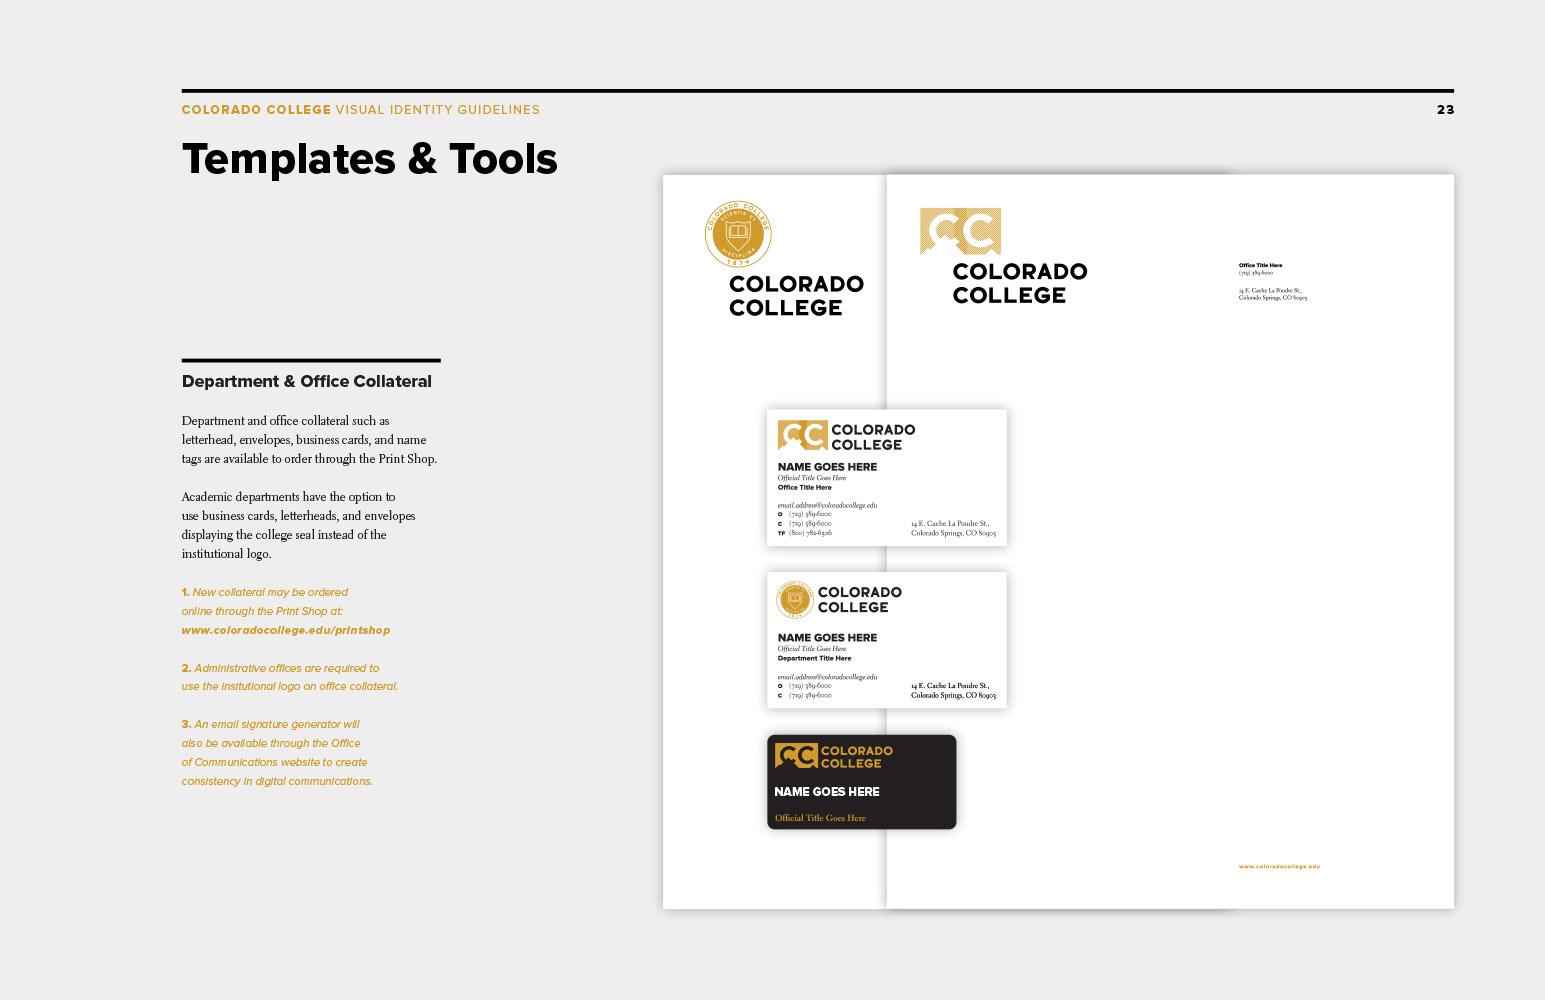 COLORADO COLLEGE VISUAL IDENTITY GUIDELINES
23
Templates & Tools
Department & Office Collateral
Department and office collateral such as
letterhead, envelopes, business cards, and name
tags are available to order through the Print Shop.
Academic departments have the option to
use business cards, letterheads, and envelopes
displaying the college seal instead of the
institutional logo.
1. New collateral may be ordered
online through the Print Shop at:
www.coloradocollege.edu/printshop
2. Administrative offices are required to
use the insitutional logo on office collateral.
3. An email signature generator will
also be available through the Office
of Communications website to create
consistency in digital communications.
COLORADO COLLEGE
SCIENTIA ET
DISCIPLINA
1874
COLORADO
COLLEGE
CC
COLORADO
COLLEGE
Office Title Here
(719) 389-6000
14 E. Cache La Poudre St.,
Colorado Springs, CO 80903
CC
COLORADO
COLLEGE
NAME GOES HERE
Official Title Goes Here
Office Title Here
email.address@coloradocollege.edu
O (719) 389-6000
C (719) 389-6000
TF (800) 782-6306
14 E. Cache La Poudre St.,
Colorado Springs, CO 80903
COLORADO COLLEGE
1874
COLORADO
COLLEGE
NAME GOES HERE
Official Title Goes Here
Department Title Here
email.address@coloradocollege.edu
O (719) 389-6000
C (719) 389-6000
14 E. Cache La Poudre St.,
Colorado Springs, CO 80903
CC
COLORADO
COLLEGE
NAME GOES HERE
Official Title Goes Here
www.coloradocollege.edu